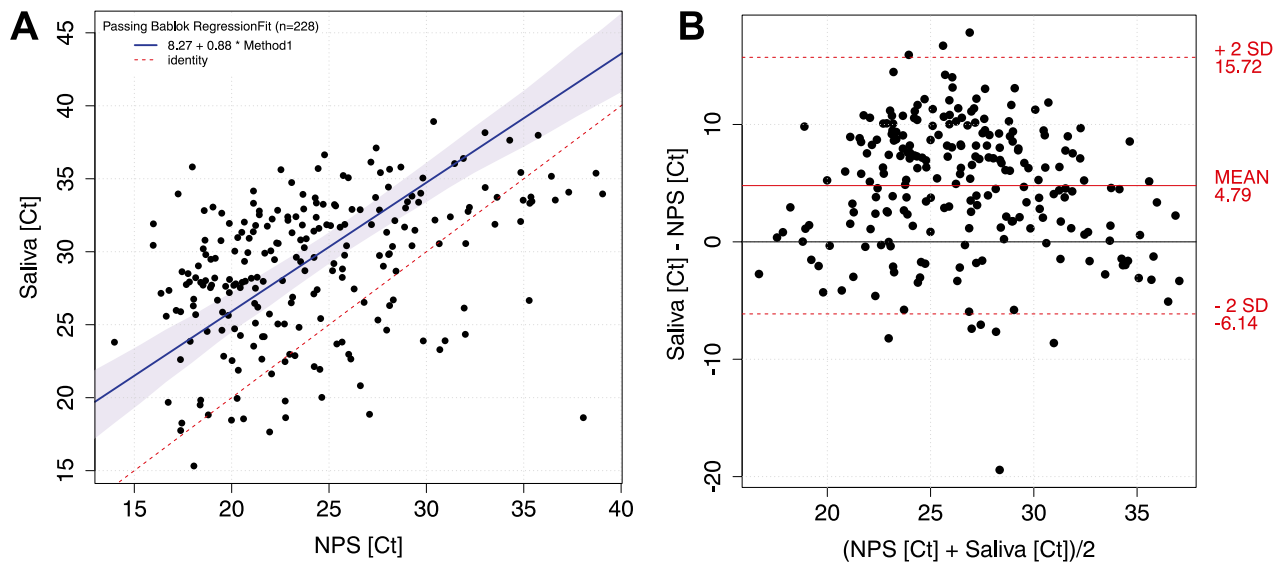 A
Passing Bablok RegressionFit (n=228)
8.27 + 0.88 * Method1
identity
45
40
35
30
25
20
15
Saliva [Ct]
15 20 25 30 35 40
NPS [Ct]
B
10
0
-10
-20
Saliva [Ct] - NPS [Ct]
+ 2 SD
15.72
MEAN
4.79
- 2 SD
-6.14
20 25 30 35
(NPS [Ct] + Saliva [Ct])/2